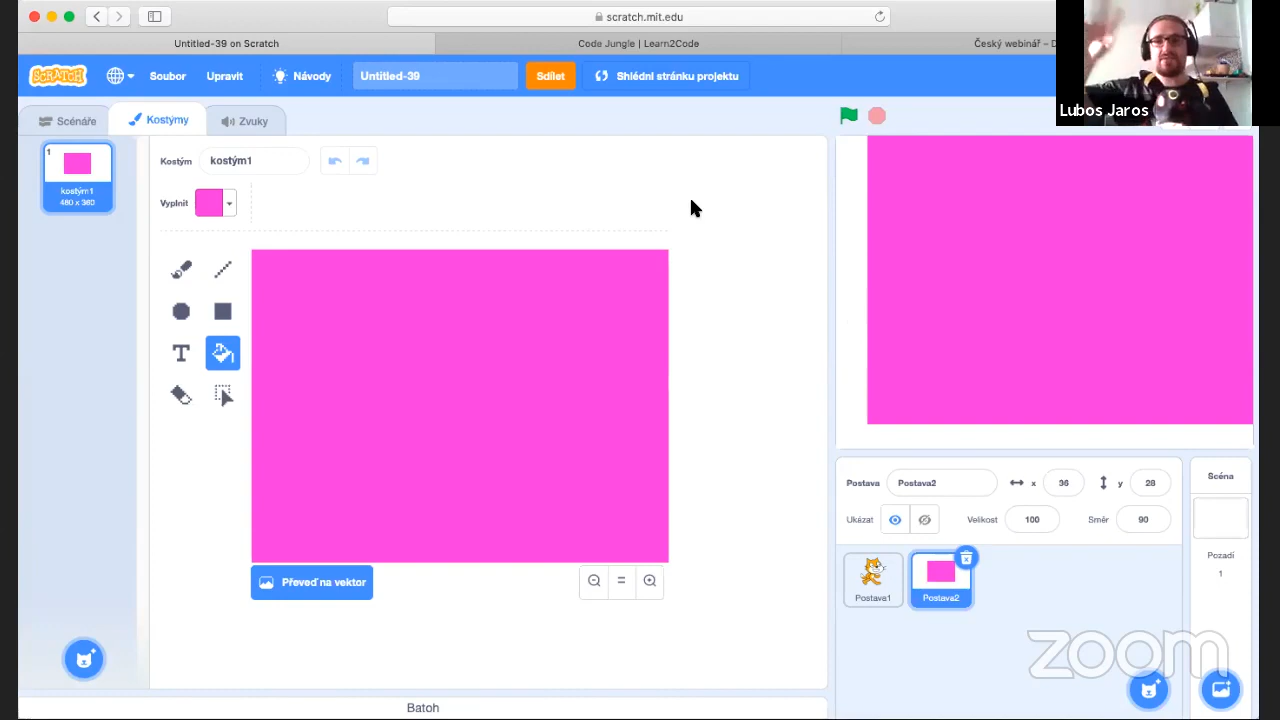 scratch.mit.edu
Untitled-39 on Scratch
Code Jungle | Learn2Code
Český webinář – D
Lubos Jaros
SCRATCH
Soubor
Upravit
Návody
Untitled-39
Sdílet
Shlédni stránku projektu
Scénáře
Kostýmy
Zvuky
1
kostým1
480 x 360
Kostým
kostým1
Vyplnit
T
Převeď na vektor
Postava
Postava2
x
36
y
28
Ukázat
Velikost
100
Směr
90
Postava1
Postava2
Scéna
Pozadí
1
zoom
Batoh